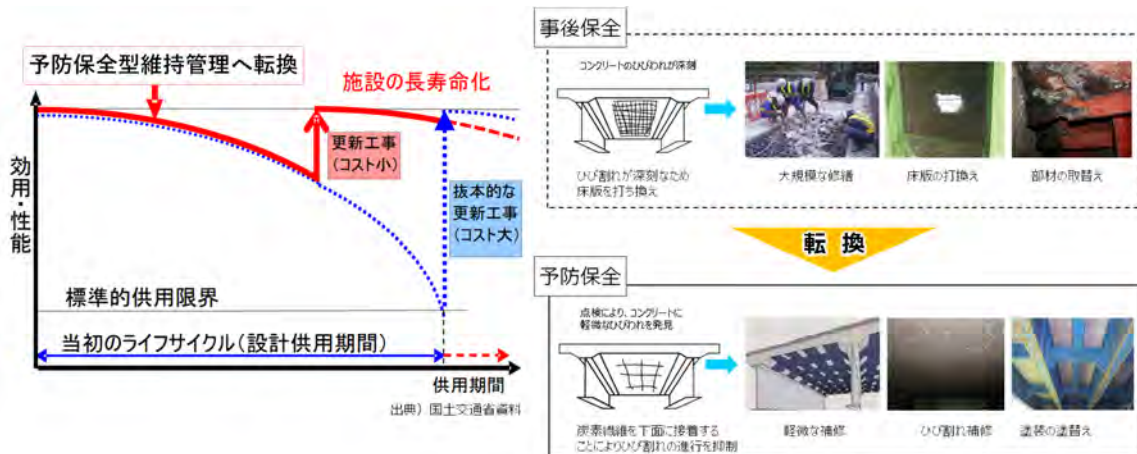 予防保全型維持管理へ転換
施設の長寿命化
更新工事
(コスト小)
抜本的な
更新工事
(コスト大)
効用・性能
標準的供用限界
当初のライフサイクル(設計供用期間)
供用期間
出典）国土交通省資料
事後保全
コンクリートのひびわれが深刻
ひび割れが深刻なため
床版を打ち換え
大規模な修繕
床版の打換え
部材の取替え
転換
予防保全
点検により、コンクリートに
軽微なひびわれを発見
炭素繊維を下面に接着する
ことによりひび割れの進行を抑制
軽微な補修
ひび割れ補修
塗装の塗替え